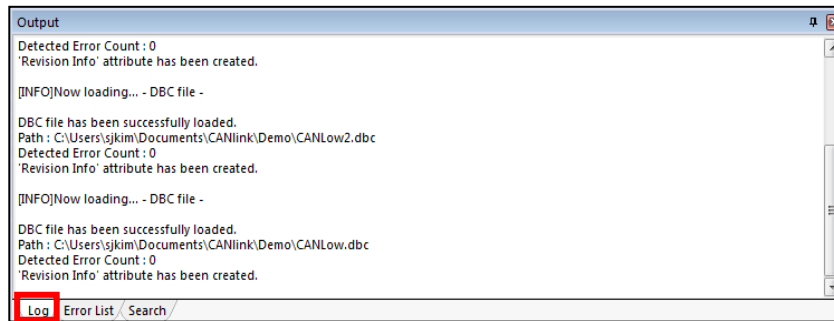 Output
Detected Error Count : 0
'Revision Info' attribute has been created.
[INFO]Now loading... - DBC file -
DBC file has been successfully loaded.
Path : C:\Users\sjkim\Documents\CANlink\Demo\CANLow2.dbc
Detected Error Count : 0
'Revision Info' attribute has been created.
[INFO]Now loading... - DBC file -
DBC file has been successfully loaded.
Path : C:\Users\sjkim\Documents\CANlink\Demo\CANLow.dbc
Detected Error Count : 0
'Revision Info' attribute has been created.
Log Error List Search